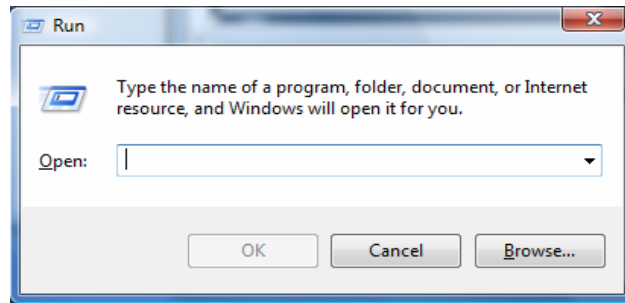 Run
Type the name of a program, folder, document, or Internet
resource, and Windows will open it for you.
Open:
OK Cancel Browse...